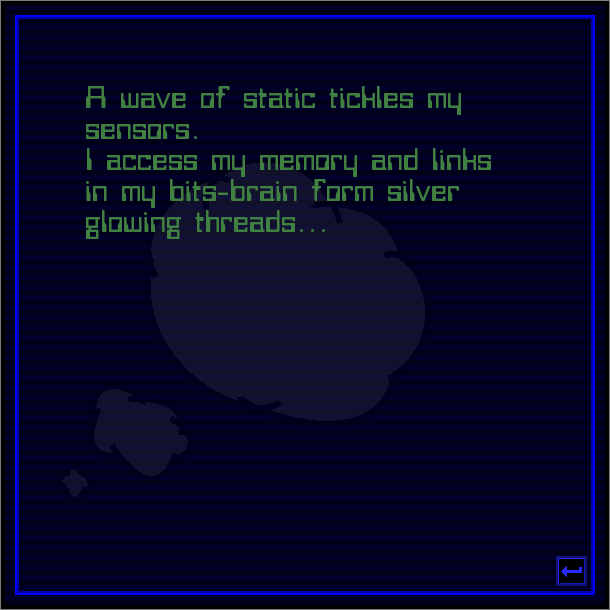 A wave of static tickles my
sensors.
I access my memory and links
in my bits-brain form silver
glowing threads...